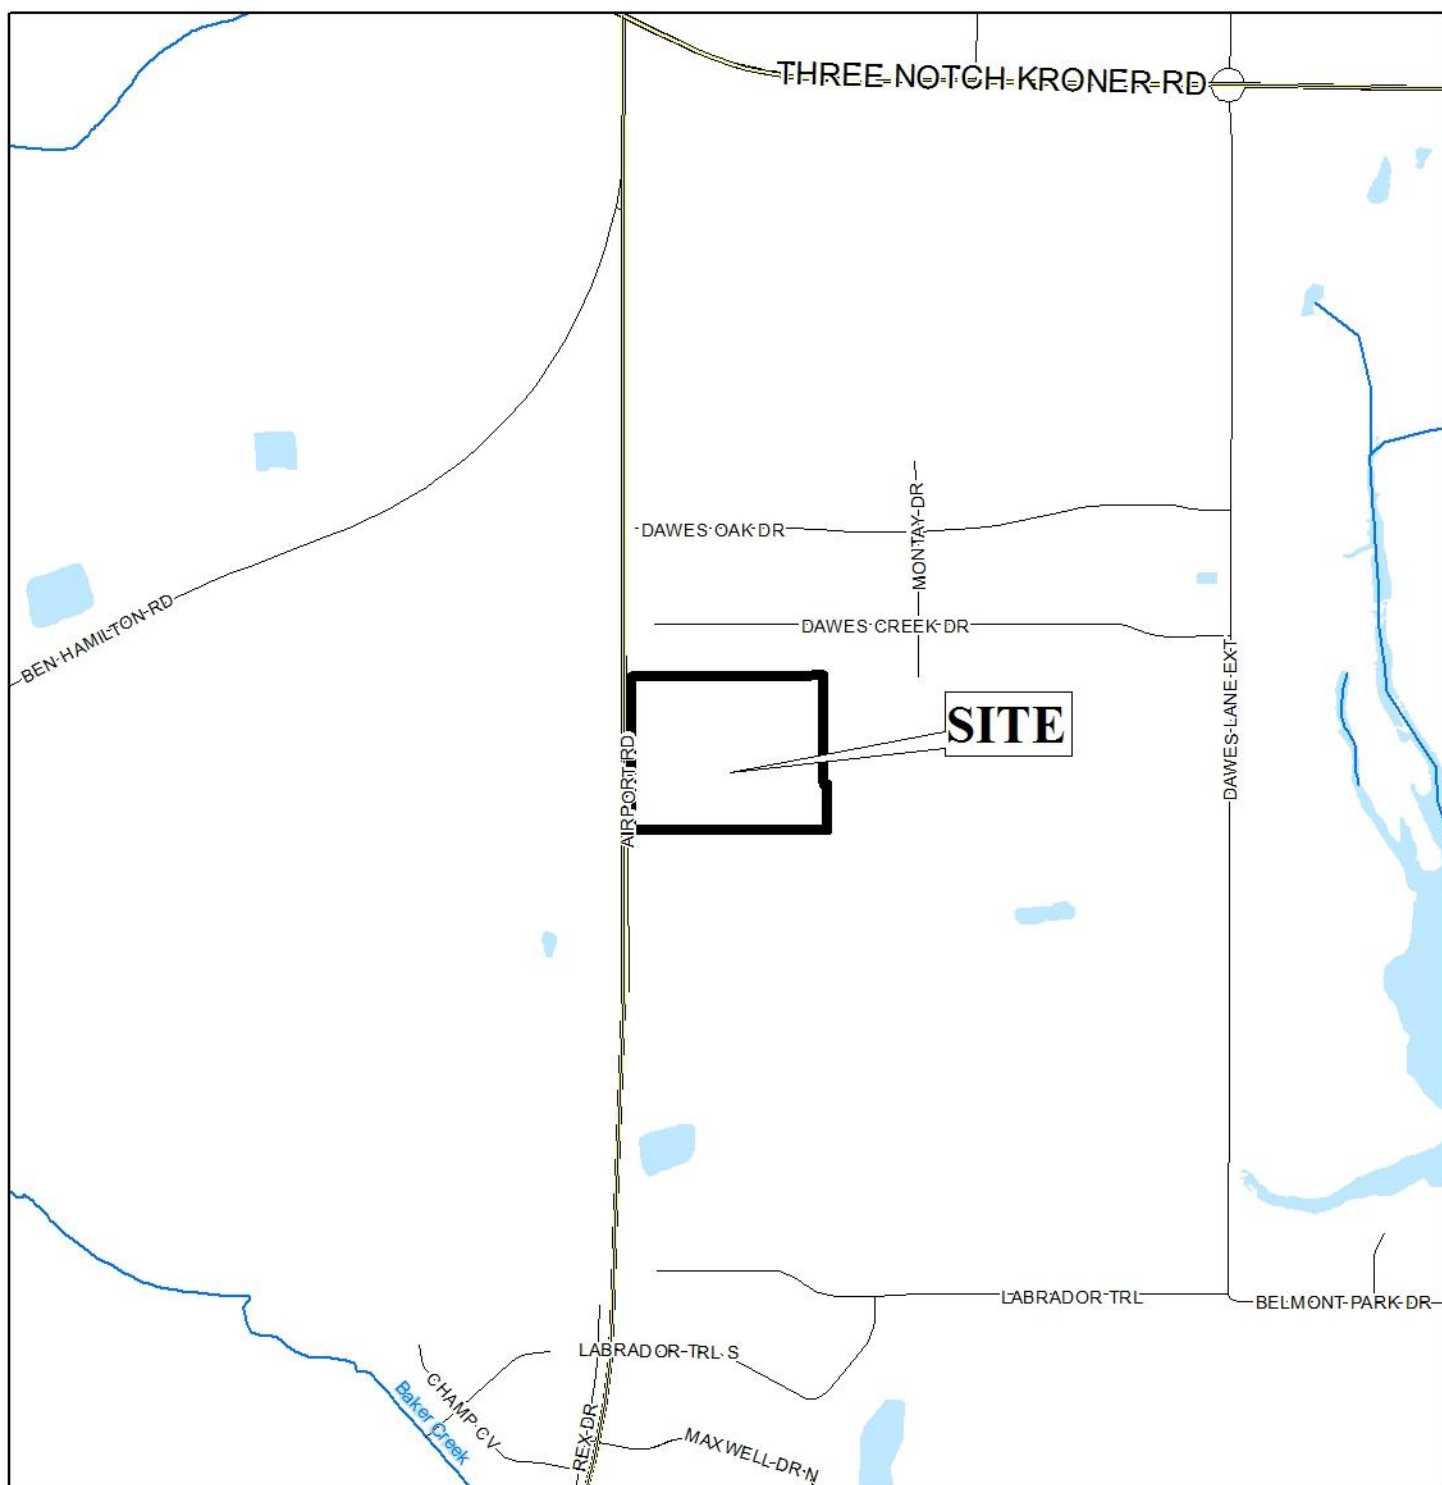 THREE NOTCH KRONER RD
DAWES OAK DR
MONTAY DR
BEN HAMILTON RD
DAWES CREEK DR
SITE
DAWES LANE EXT
AIRPORT RD
LABRADOR TRL
BELMONT PARK DR
LABRADOR TRL S
CHAMP CV
Baker Creek
REX DR
MAXWELL DR N